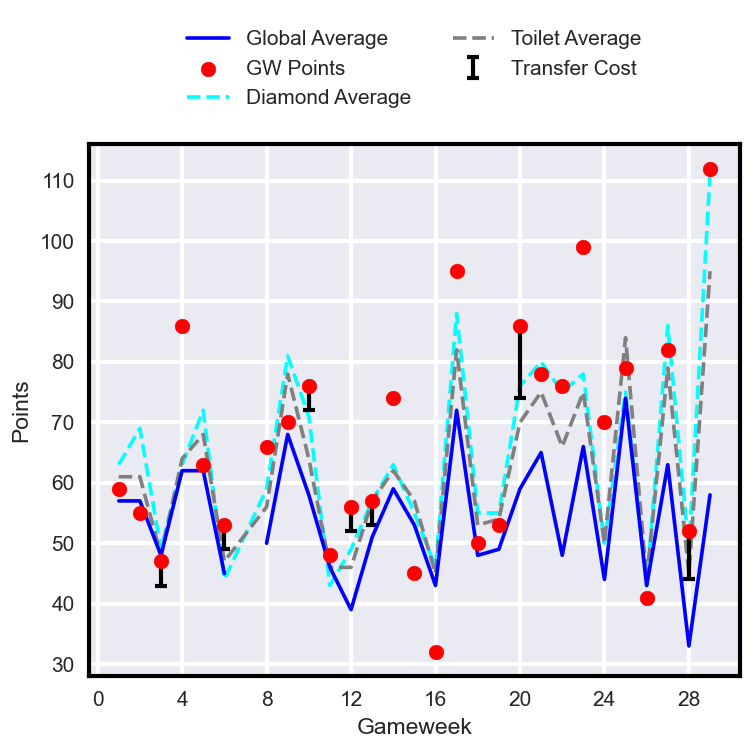 Global Average
GW Points
Diamond Average
Toilet Average
Transfer Cost
Points
110
100
90
80
70
60
50
40
30
0 4 8 12 16 20 24 28
Gameweek